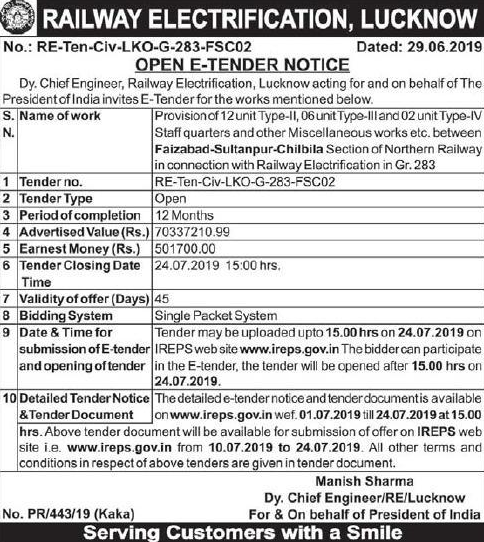 RAILWAY ELECTRIFICATION, LUCKNOW
No.: RE-Ten-Civ-LKO-G-283-FSC02 Dated: 29.06.2019
OPEN E-TENDER NOTICE
Dy. Chief Engineer, Railway Electrification, Lucknow acting for and on behalf of The
President of India invites E-Tender for the works mentioned below.
S. N. Name of work Provision of 12 unit Type-II, 06 unit Type-III and 02 unit Type-IV
Staff quarters and other Miscellaneous works etc. between
Faizabad-Sultanpur-Chilbila Section of Northern Railway
in connection with Railway Electrification in Gr. 283
1 Tender no. RE-Ten-Civ-LKO-G-283-FSC02
2 Tender Type Open
3 Period of completion 12 Months
4 Advertised Value (Rs.) 70337210.99
5 Earnest Money (Rs.) 501700.00
6 Tender Closing Date 24.07.2019 15:00 hrs.
Time
7 Validity of offer (Days) 45
8 Bidding System Single Packet System
9 Date & Time for Tender may be uploaded upto 15.00 hrs on 24.07.2019 on
submission of E-tender IREPS web site www.ireps.gov.in The bidder can participate
and opening of tender in the E-tender, the tender will be opened after 15.00 hrs on
24.07.2019.
10 Detailed Tender Notice The detailed e-tender notice and tender document is available
& Tender Document on www.ireps.gov.in wef. 01.07.2019 till 24.07.2019 at 15.00
hrs. Above tender document will be available for submission of offer on IREPS web
site i.e. www.ireps.gov.in from 10.07.2019 to 24.07.2019. All other terms and
conditions in respect of above tenders are given in tender document.
Manish Sharma
Dy. Chief Engineer/RE/Lucknow
No. PR/443/19 (Kaka) For & On behalf of President of India
Serving Customers with a Smile